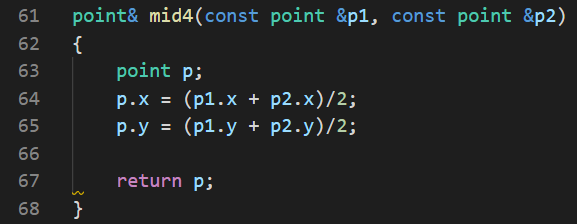 61 point& mid4(const point &p1, const point &p2)
62 {
63     point p;
64     p.x = (p1.x + p2.x)/2;
65     p.y = (p1.y + p2.y)/2;
66
67     return p;
68 }